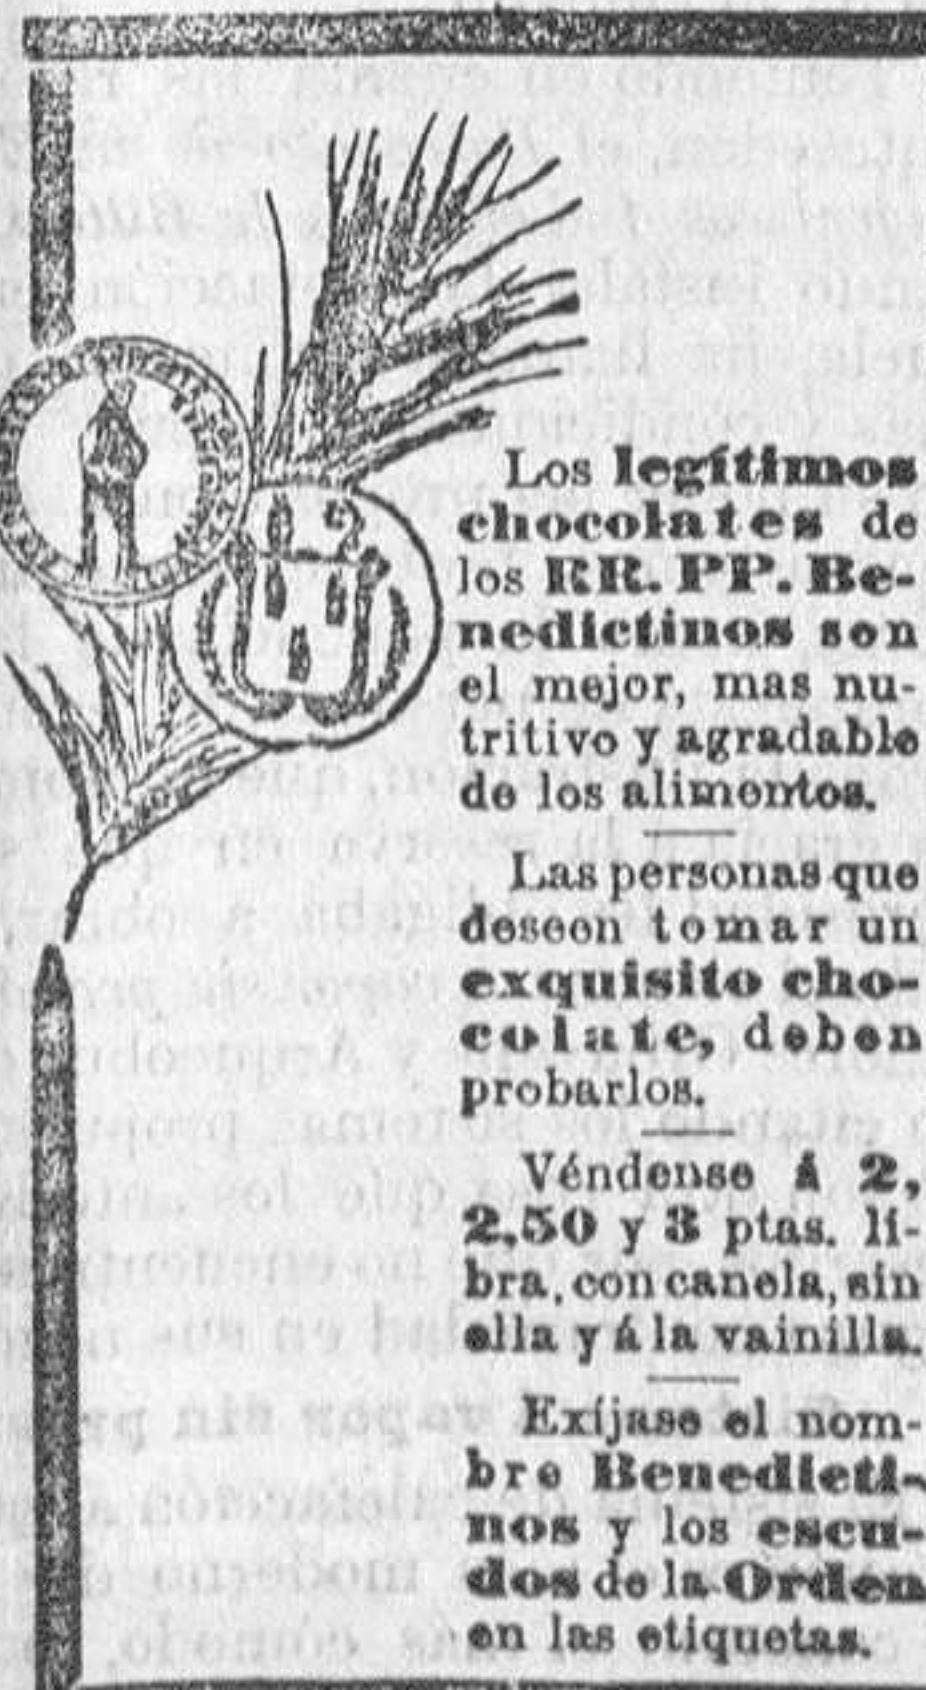 Los legítimos
chocolates de
los RR. PP. Be-
nedictinos son
el mejor, mas nu-
tritivo y agradable
de los alimentos.
Las personas que
deseen tomar un
exquisito cho-
colate, deben
probarlos.
Véndense á 2,
2,50 y 3 ptas. li-
bra, con canela, sin
ella y á la vainilla.
Exíjase el nom-
bre Benedicti-
nos y los escu-
dos de la Orden
en las etiquetas.